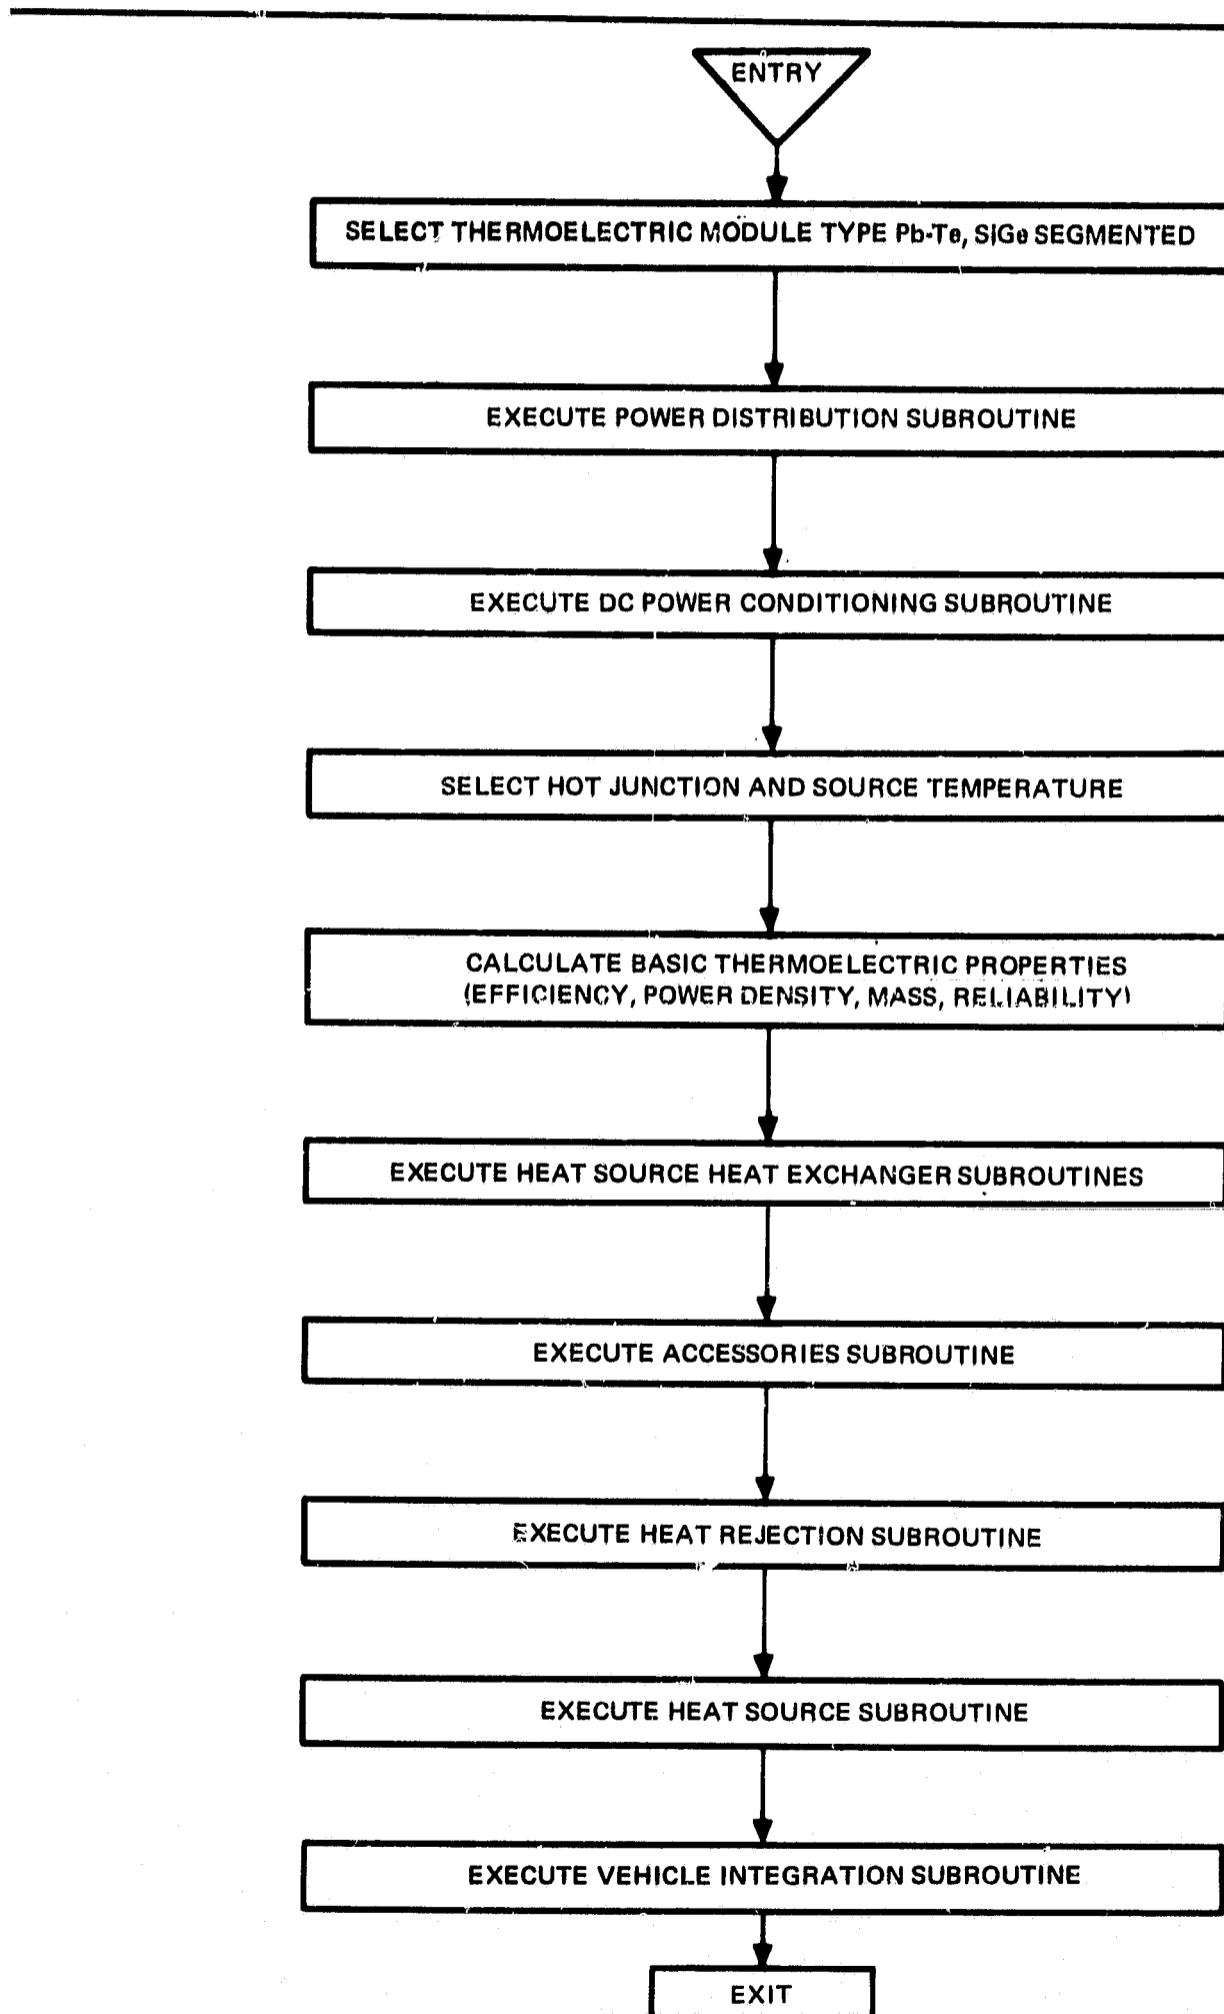 ENTRY
SELECT THERMOELECTRIC MODULE TYPE Pb-Te, SiGe SEGMENTED
EXECUTE POWER DISTRIBUTION SUBROUTINE
EXECUTE DC POWER CONDITIONING SUBROUTINE
SELECT HOT JUNCTION AND SOURCE TEMPERATURE
CALCULATE BASIC THERMOELECTRIC PROPERTIES
(EFFICIENCY, POWER DENSITY, MASS, RELIABILITY)
EXECUTE HEAT SOURCE HEAT EXCHANGER SUBROUTINES
EXECUTE ACCESSORIES SUBROUTINE
EXECUTE HEAT REJECTION SUBROUTINE
EXECUTE HEAT SOURCE SUBROUTINE
EXECUTE VEHICLE INTEGRATION SUBROUTINE
EXIT